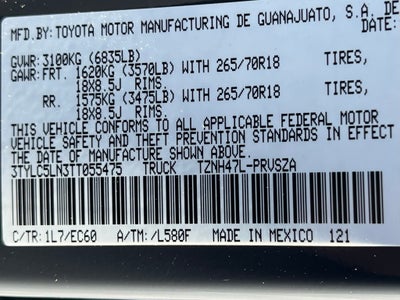 MFD. BY: TOYOTA MOTOR MANUFACTURING DE GUANAJUATO, S.A. DE
DATE:
GVWR: 3100KG (6835LB)
GAWR: FRT. 1620KG (3570LB) WITH 265/70R18 TIRES,
18X8.5J RIMS.
RR. 1575KG (3475LB) WITH 265/70R18 TIRES,
18X8.5J RIMS.
THIS VEHICLE CONFORMS TO ALL APPLICABLE FEDERAL MOTOR
VEHICLE SAFETY AND THEFT PREVENTION STANDARDS IN EFFECT
THE DATE OF MANUFACTURE SHOWN ABOVE.
3TYLC5LN3TT055475 TRUCK TZNH47L-PRVSZA
C/TR: 1L7/EC60 A/TM: /L580F MADE IN MEXICO 121